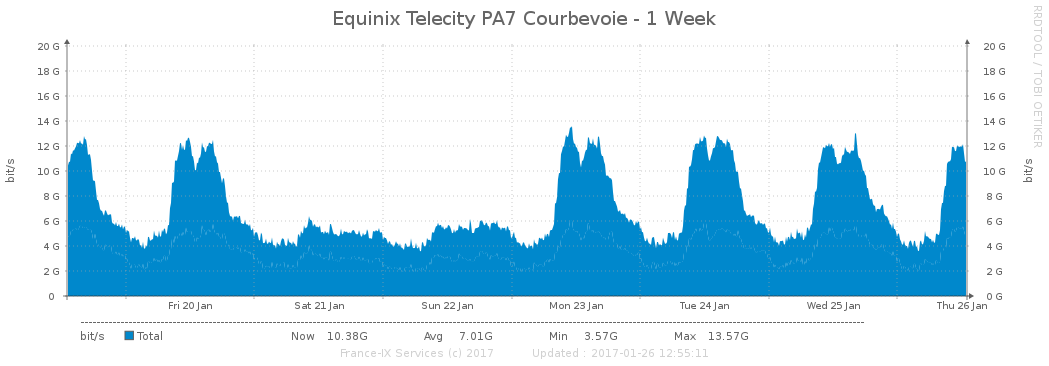 Equinix Telecity PA7 Courbevoie - 1 Week
RRDTOOL / TOBI OETIKER
bit/s
20 G
18 G
16 G
14 G
12 G
10 G
8 G
6 G
4 G
2 G
0
20 G
18 G
16 G
14 G
12 G
10 G
8 G
6 G
4 G
2 G
0 G
bit/s
Fri 20 Jan Sat 21 Jan Sun 22 Jan Mon 23 Jan Tue 24 Jan Wed 25 Jan Thu 26 Jan
bit/s Total Now 10.38G Avg 7.01G Min 3.57G Max 13.57G
France-IX Services (c) 2017 Updated : 2017-01-26 12:55:11